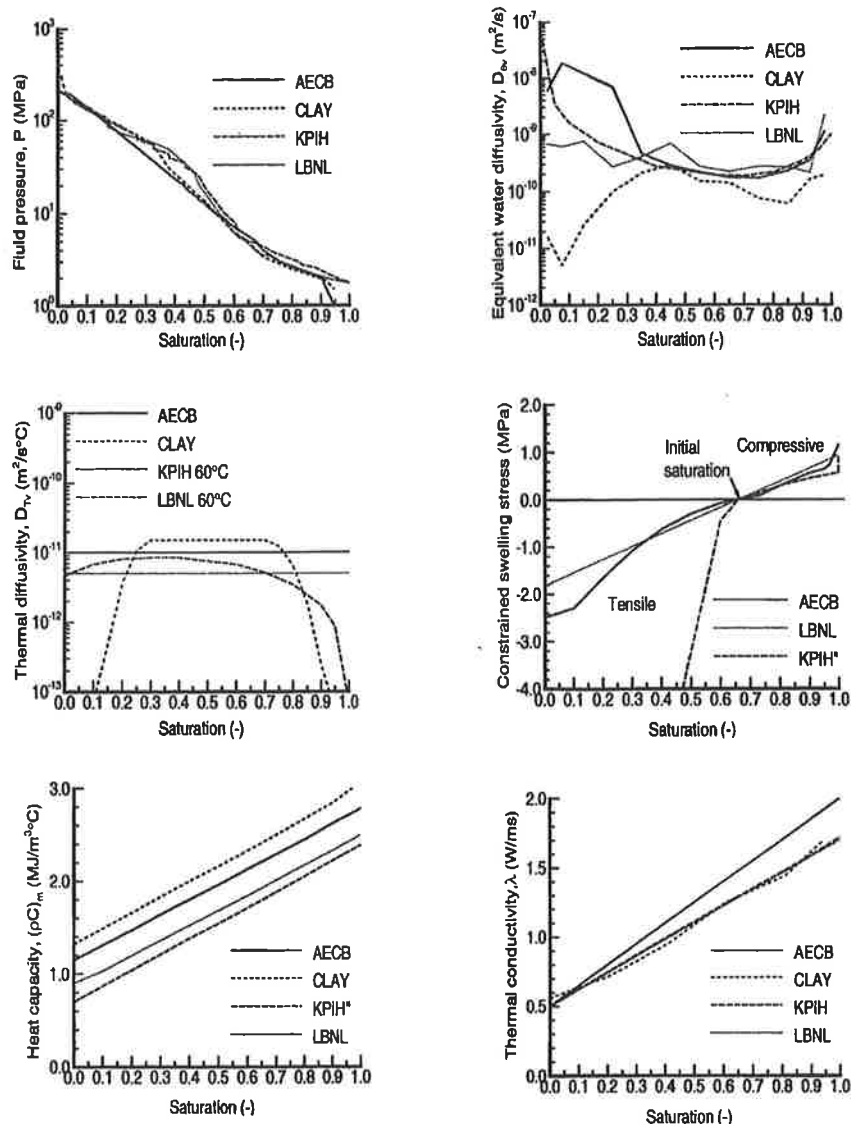 Fluid pressure, P (MPa)
10³
10²
10¹
10⁰
AECB
CLAY
KPIH
LBNL
0.0 0.1 0.2 0.3 0.4 0.5 0.6 0.7 0.8 0.9 1.0
Saturation (-)
Equivalent water diffusivity, Dθv (m²/s)
10⁻⁷
10⁻⁸
10⁻⁹
10⁻¹⁰
10⁻¹¹
10⁻¹²
AECB
CLAY
KPIH
LBNL
0.0 0.1 0.2 0.3 0.4 0.5 0.6 0.7 0.8 0.9 1.0
Saturation (-)
Thermal diffusivity, DTv (m²/s°C)
10⁻⁹
10⁻¹⁰
10⁻¹¹
10⁻¹²
10⁻¹³
AECB
CLAY
KPIH 60°C
LBNL 60°C
0.0 0.1 0.2 0.3 0.4 0.5 0.6 0.7 0.8 0.9 1.0
Saturation (-)
Constrained swelling stress (MPa)
2.0
1.0
0.0
-1.0
-2.0
-3.0
-4.0
Initial
saturation
Compressive
Tensile
AECB
LBNL
KPIH*
0.0 0.1 0.2 0.3 0.4 0.5 0.6 0.7 0.8 0.9 1.0
Saturation (-)
Heat capacity, (ρC)m (MJ/m³°C)
3.0
2.0
1.0
0.0
AECB
CLAY
KPIH*
LBNL
0.0 0.1 0.2 0.3 0.4 0.5 0.6 0.7 0.8 0.9 1.0
Saturation (-)
Thermal conductivity,λ (W/ms)
2.0
1.5
1.0
0.5
0.0
AECB
CLAY
KPIH
LBNL
0.0 0.1 0.2 0.3 0.4 0.5 0.6 0.7 0.8 0.9 1.0
Saturation (-)